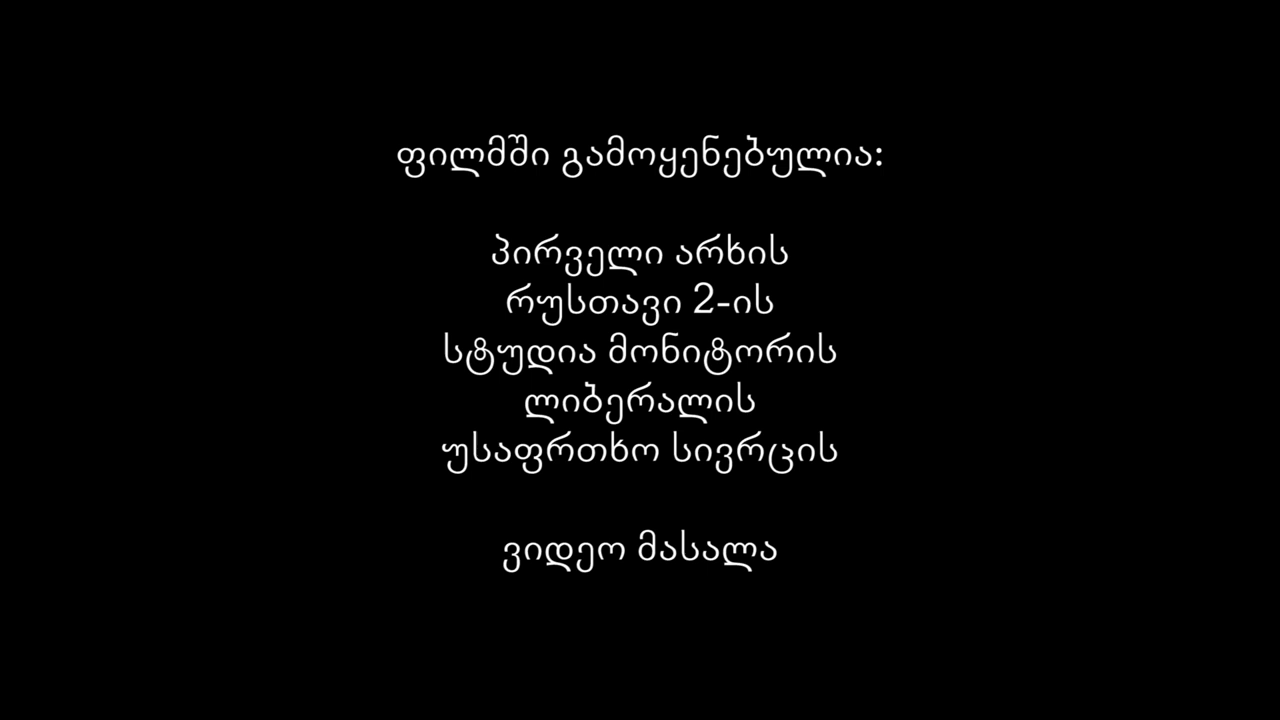 ფილმში გამოყენებულია:
პირველი არხის
რუსთავი 2-ის
სტუდია მონიტორის
ლიბერალის
უსაფრთხო სივრცის
ვიდეო მასალა